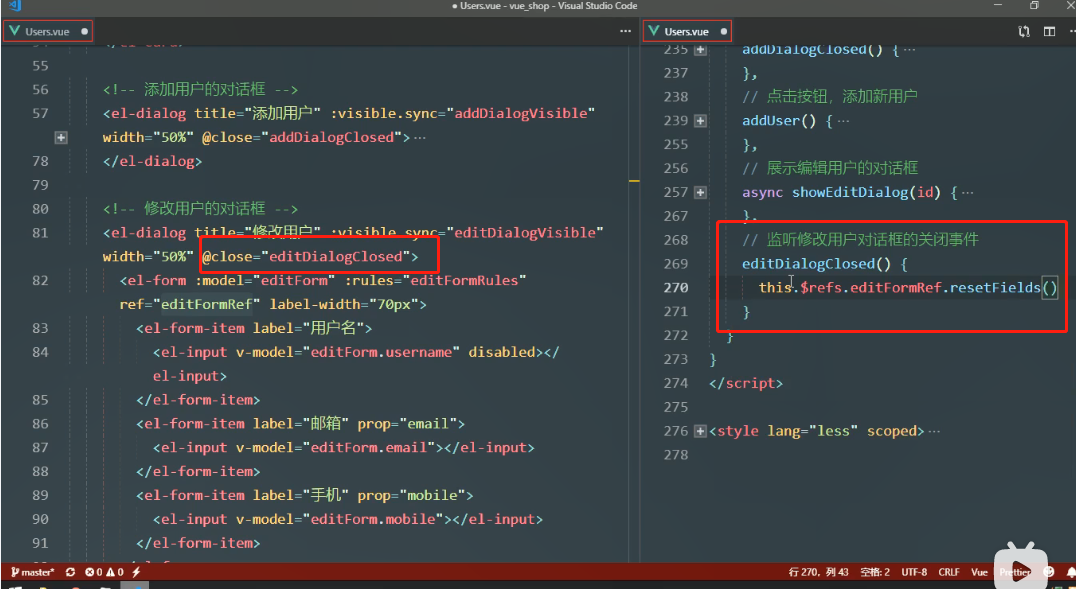 ● Users.vue - vue_shop - Visual Studio Code
Users.vue ●
55
56 <!-- 添加用户的对话框 -->
57 <el-dialog title="添加用户" :visible.sync="addDialogVisible"
width="50%" @close="addDialogClosed"> ⋯
78 </el-dialog>
79
80 <!-- 修改用户的对话框 -->
81 <el-dialog title="修改用户" :visible.sync="editDialogVisible"
width="50%" @close="editDialogClosed">
82 <el-form :model="editForm" :rules="editFormRules"
ref="editFormRef" label-width="70px">
83 <el-form-item label="用户名">
84 <el-input v-model="editForm.username" disabled></
el-input>
85 </el-form-item>
86 <el-form-item label="邮箱" prop="email">
87 <el-input v-model="editForm.email"></el-input>
88 </el-form-item>
89 <el-form-item label="手机" prop="mobile">
90 <el-input v-model="editForm.mobile"></el-input>
91 </el-form-item>
Users.vue ●
235 addDialogClosed() { ⋯
237 },
238 // 点击按钮，添加新用户
239 addUser() { ⋯
255 },
256 // 展示编辑用户的对话框
257 async showEditDialog(id) { ⋯
267 },
268 // 监听修改用户对话框的关闭事件
269 editDialogClosed() {
270 this.$refs.editFormRef.resetFields()
271 }
272 }
273 }
274 </script>
275
276 <style lang="less" scoped> ⋯
278
master* 0 0 行 270，列 43 空格: 2 UTF-8 CRLF Vue Prettier